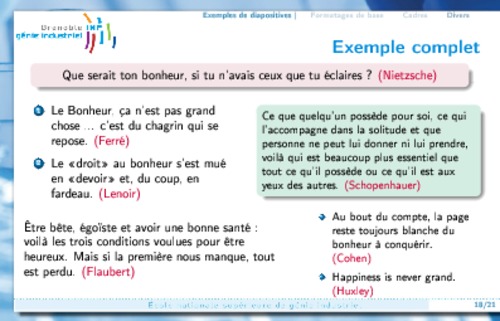 Exemples de diapositives | Formatages de base Cadres Divers
Grenoble INP
génie industriel
Exemple complet
Que serait ton bonheur, si tu n'avais ceux que tu éclaires ? (Nietzsche)
1 Le Bonheur, ça n'est pas grand
chose ... c'est du chagrin qui se
repose. (Ferré)
2 Le «droit» au bonheur s'est mué
en «devoir» et, du coup, en
fardeau. (Lenoir)
Ce que quelqu'un possède pour soi, ce qui
l'accompagne dans la solitude et que
personne ne peut lui donner ni lui prendre,
voilà qui est beaucoup plus essentiel que
tout ce qu'il possède ou ce qu'il est aux
yeux des autres. (Schopenhauer)
Être bête, égoïste et avoir une bonne santé :
voilà les trois conditions voulues pour être
heureux. Mais si la première nous manque, tout
est perdu. (Flaubert)
Au bout du compte, la page
reste toujours blanche du
bonheur à conquérir.
(Cohen)
Happiness is never grand.
(Huxley)
École nationale supérieure de génie industriel
18/21